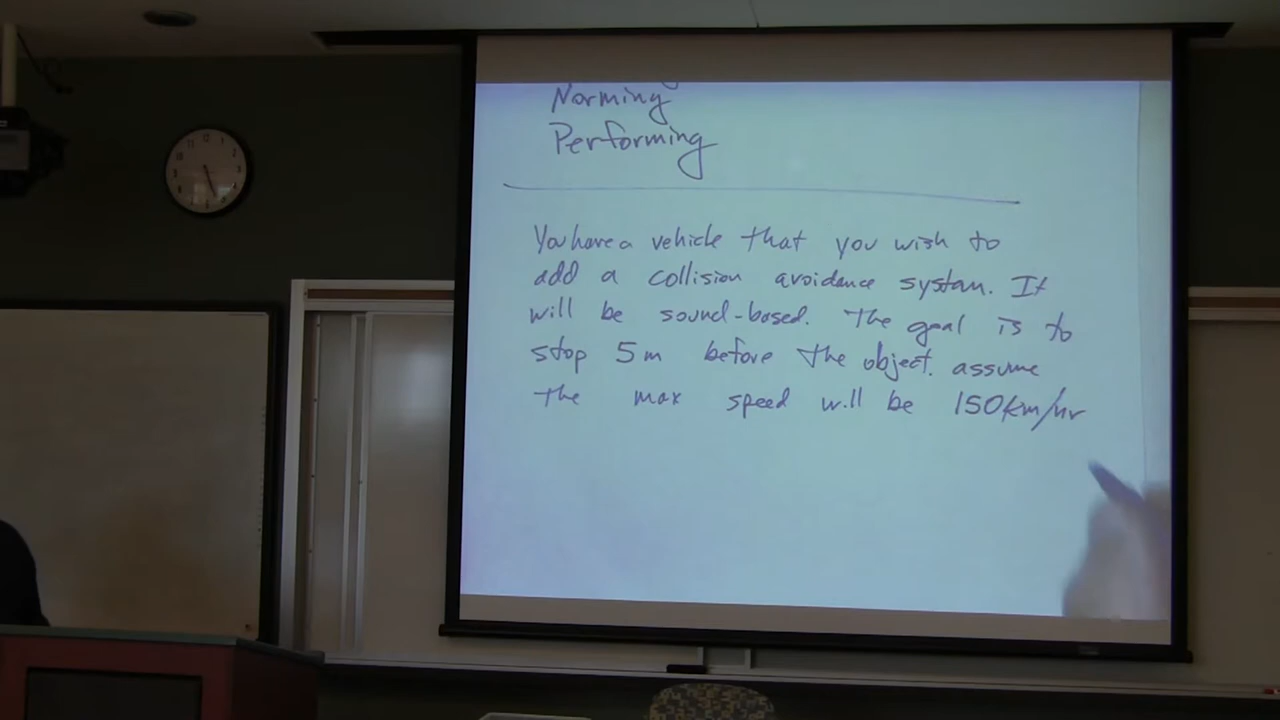 Norming
Performing
You have a vehicle that you wish to
add a collision avoidance system. It
will be sound-based. The goal is to
stop 5m before the object. assume
the max speed will be 150km/hr